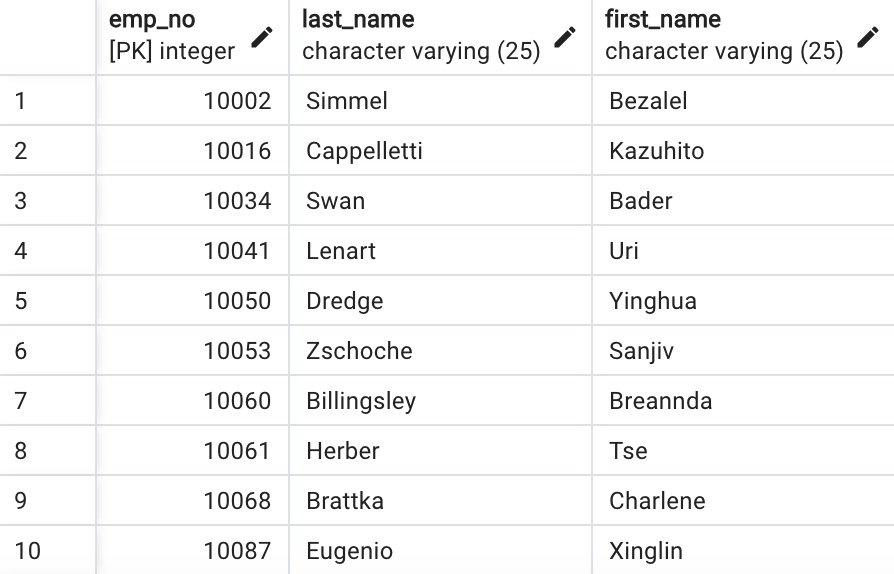 emp_no last_name first_name
[PK] integer character varying (25) character varying (25)
1 10002 Simmel Bezalel
2 10016 Cappelletti Kazuhito
3 10034 Swan Bader
4 10041 Lenart Uri
5 10050 Dredge Yinghua
6 10053 Zschoche Sanjiv
7 10060 Billingsley Breannda
8 10061 Herber Tse
9 10068 Brattka Charlene
10 10087 Eugenio Xinglin